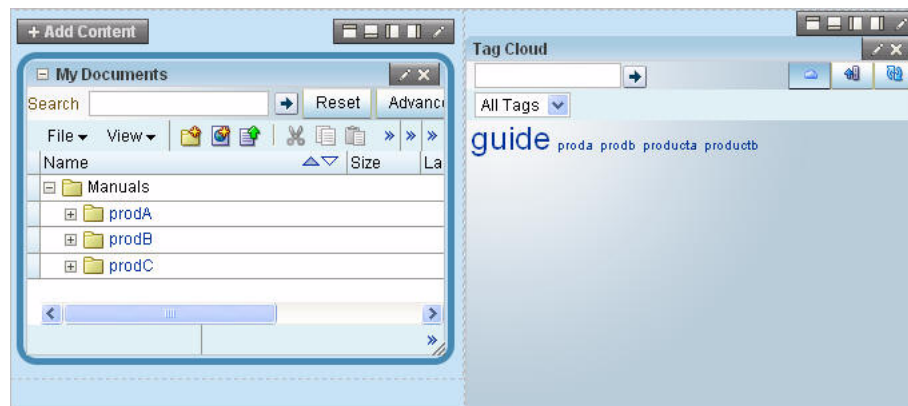 + Add Content
My Documents
Search
Reset
Advanc
File
View
Name
Size
La
Manuals
prodA
prodB
prodC
Tag Cloud
All Tags
guide proda prodb producta productb